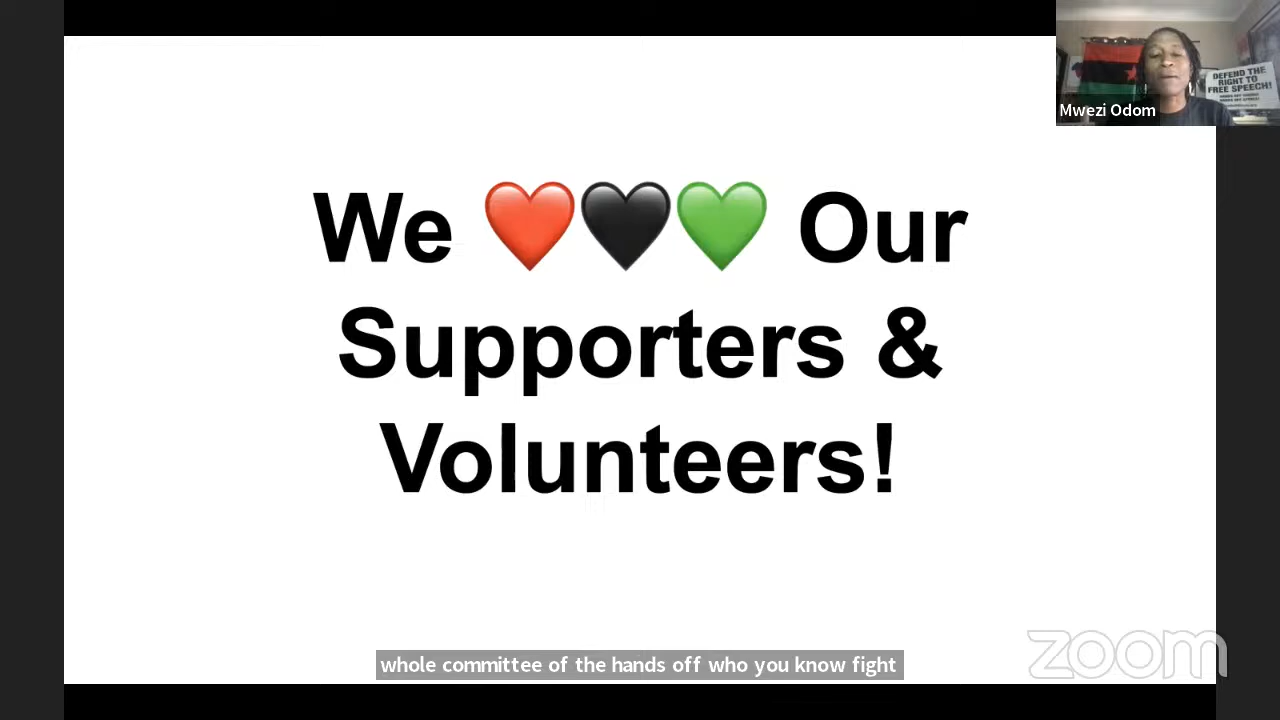 DEFEND THE
RIGHT TO
FREE SPEECH!
Mwezi Odom
We ❤️🖤💚 Our
Supporters &
Volunteers!
whole committee of the hands off who you know fight
zoom